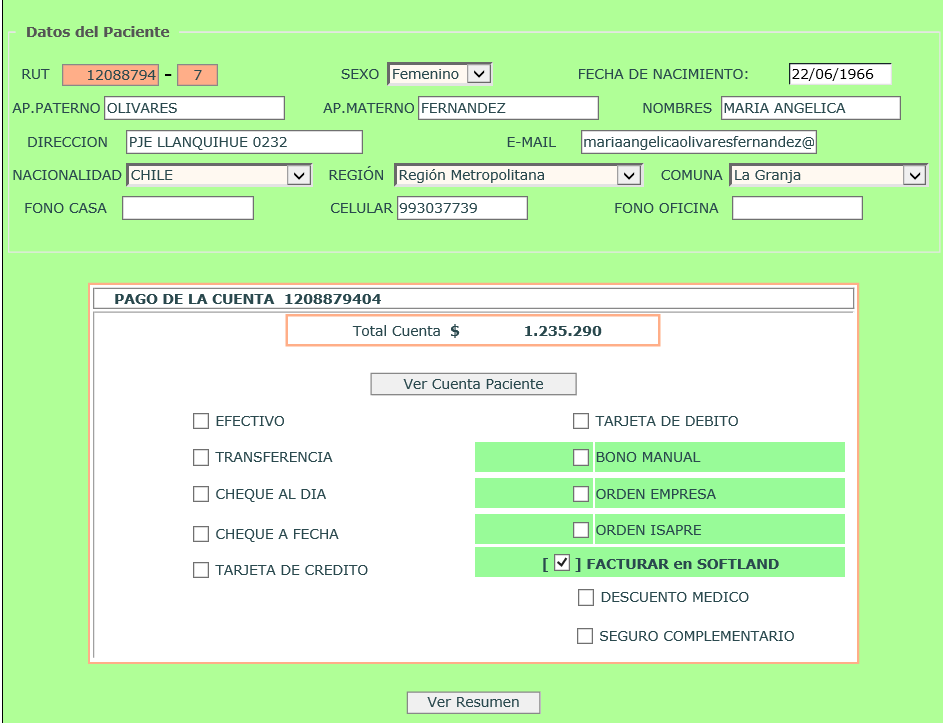 Datos del Paciente
RUT 12088794 - 7 SEXO Femenino FECHA DE NACIMIENTO: 22/06/1966
AP.PATERNO OLIVARES AP.MATERNO FERNANDEZ NOMBRES MARIA ANGELICA
DIRECCION PJE LLANQUIHUE 0232 E-MAIL mariaangelicaolivaresfernandez@
NACIONALIDAD CHILE REGIÓN Región Metropolitana COMUNA La Granja
FONO CASA CELULAR 993037739 FONO OFICINA
PAGO DE LA CUENTA 1208879404
Total Cuenta $ 1.235.290
Ver Cuenta Paciente
EFECTIVO TARJETA DE DEBITO
TRANSFERENCIA BONO MANUAL
CHEQUE AL DIA ORDEN EMPRESA
CHEQUE A FECHA ORDEN ISAPRE
TARJETA DE CREDITO [ ] FACTURAR en SOFTLAND
DESCUENTO MEDICO
SEGURO COMPLEMENTARIO
Ver Resumen